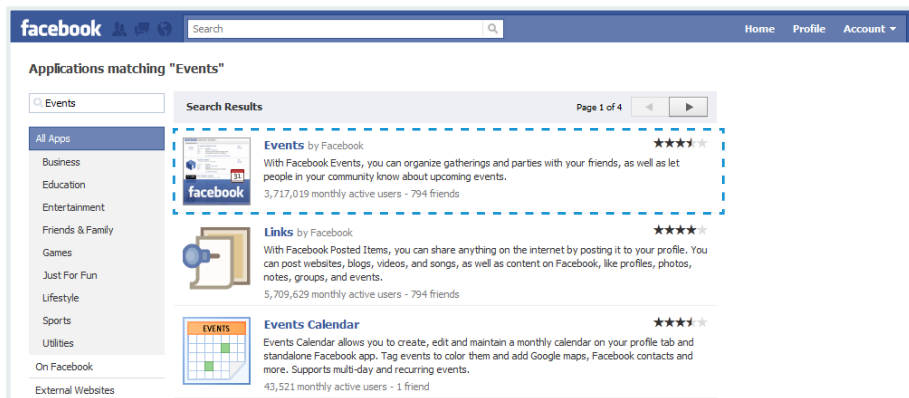 facebook
Search
Home Profile Account
Applications matching "Events"
Events
Search Results
Page 1 of 4
All Apps
Business
Education
Entertainment
Friends & Family
Games
Just For Fun
Lifestyle
Sports
Utilities
On Facebook
External Websites
31
facebook
Events by Facebook
With Facebook Events, you can organize gatherings and parties with your friends, as well as let
people in your community know about upcoming events.
3,717,019 monthly active users - 794 friends
Links by Facebook
With Facebook Posted Items, you can share anything on the internet by posting it to your profile. You
can post websites, blogs, videos, and songs, as well as content on Facebook, like profiles, photos,
notes, groups, and events.
5,709,629 monthly active users - 794 friends
EVENTS
Events Calendar
Events Calendar allows you to create, edit and maintain a monthly calendar on your profile tab and
standalone Facebook app. Tag events to color them and add Google maps, Facebook contacts and
more. Supports multi-day and recurring events.
43,521 monthly active users - 1 friend